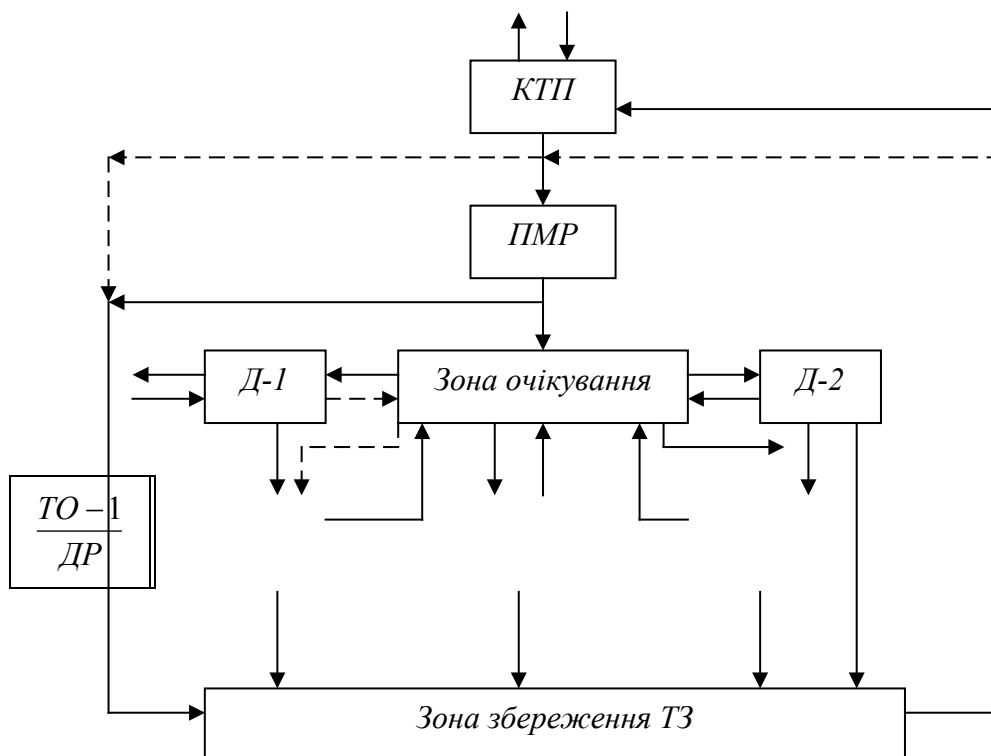 КТП
ПМР
Д-1
Зона очікування
Д-2
ТО – 1
ДР
Зона збереження ТЗ